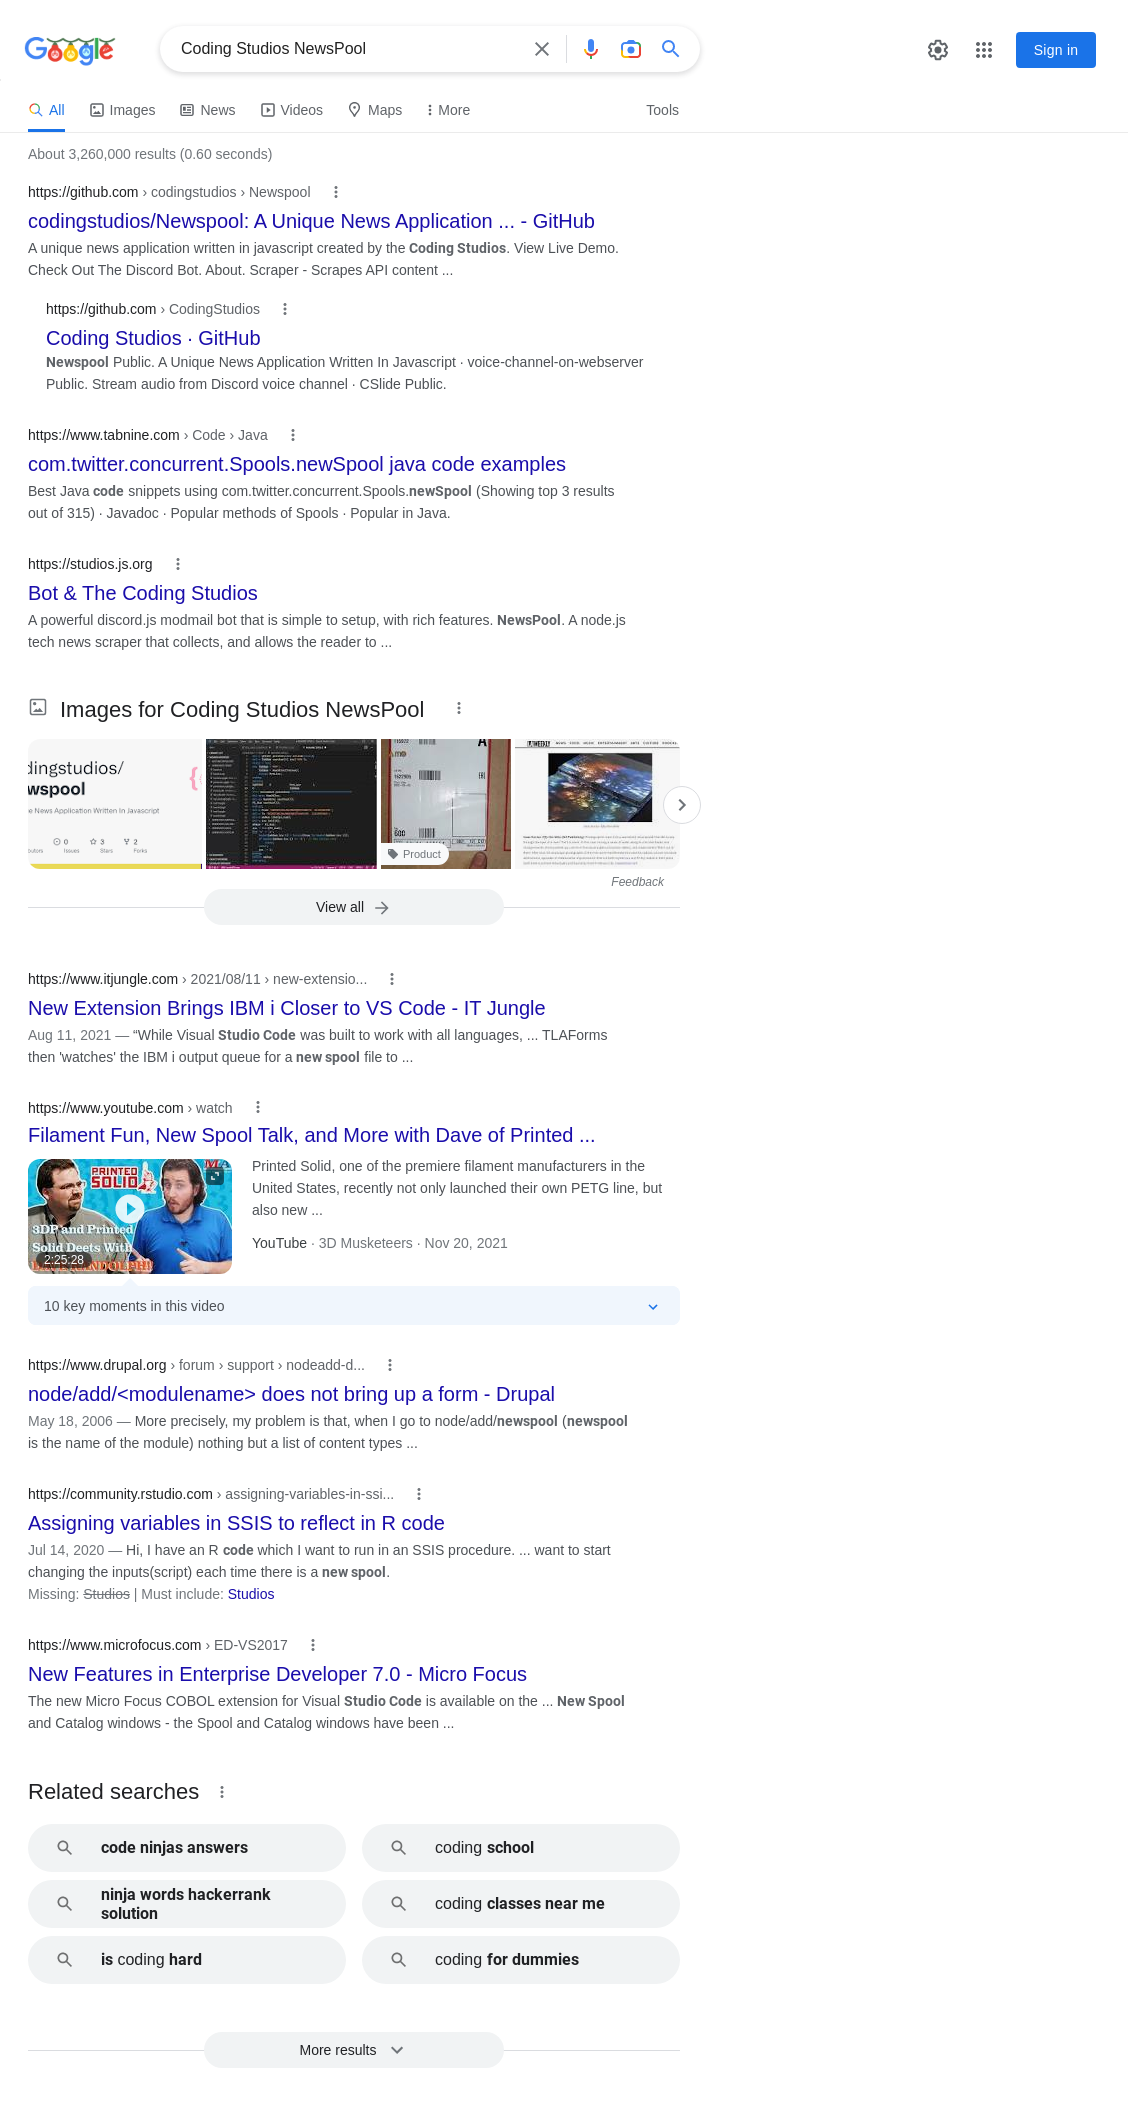 Google
Coding Studios NewsPool
Sign in
All
Images
News
Videos
Maps
More
Tools
About 3,260,000 results (0.60 seconds)
https://github.com › codingstudios › Newspool
codingstudios/Newspool: A Unique News Application ... - GitHub
A unique news application written in javascript created by the Coding Studios. View Live Demo.
Check Out The Discord Bot. About. Scraper - Scrapes API content ...
https://github.com › CodingStudios
Coding Studios · GitHub
Newspool Public. A Unique News Application Written In Javascript · voice-channel-on-webserver
Public. Stream audio from Discord voice channel · CSlide Public.
https://www.tabnine.com › Code › Java
com.twitter.concurrent.Spools.newSpool java code examples
Best Java code snippets using com.twitter.concurrent.Spools.newSpool (Showing top 3 results
out of 315) · Javadoc · Popular methods of Spools · Popular in Java.
https://studios.js.org
Bot & The Coding Studios
A powerful discord.js modmail bot that is simple to setup, with rich features. NewsPool. A node.js
tech news scraper that collects, and allows the reader to ...
Images for Coding Studios NewsPool
dingstudios/
wspool
e News Application Written In Javascript
0
3
2
Issues
Stars
Forks
Product
Feedback
View all
https://www.itjungle.com › 2021/08/11 › new-extensio...
New Extension Brings IBM i Closer to VS Code - IT Jungle
Aug 11, 2021 — “While Visual Studio Code was built to work with all languages, ... TLAForms
then 'watches' the IBM i output queue for a new spool file to ...
https://www.youtube.com › watch
Filament Fun, New Spool Talk, and More with Dave of Printed ...
PRINTED
SOLID
3DP and Printed
Solid Deets With
2:25:28
Printed Solid, one of the premiere filament manufacturers in the
United States, recently not only launched their own PETG line, but
also new ...
YouTube · 3D Musketeers · Nov 20, 2021
10 key moments in this video
https://www.drupal.org › forum › support › nodeadd-d...
node/add/<modulename> does not bring up a form - Drupal
May 18, 2006 — More precisely, my problem is that, when I go to node/add/newspool (newspool
is the name of the module) nothing but a list of content types ...
https://community.rstudio.com › assigning-variables-in-ssi...
Assigning variables in SSIS to reflect in R code
Jul 14, 2020 — Hi, I have an R code which I want to run in an SSIS procedure. ... want to start
changing the inputs(script) each time there is a new spool.
Missing: Studios | Must include: Studios
https://www.microfocus.com › ED-VS2017
New Features in Enterprise Developer 7.0 - Micro Focus
The new Micro Focus COBOL extension for Visual Studio Code is available on the ... New Spool
and Catalog windows - the Spool and Catalog windows have been ...
Related searches
code ninjas answers
coding school
ninja words hackerrank
solution
coding classes near me
is coding hard
coding for dummies
More results